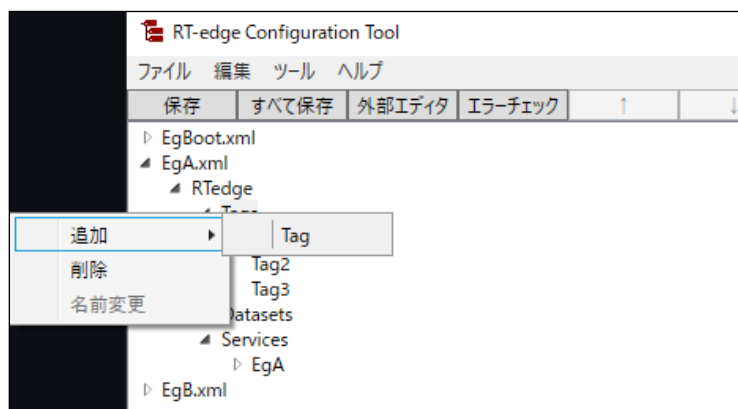 RT-edge Configuration Tool
ファイル 編集 ツール ヘルプ
保存 すべて保存 外部エディタ エラーチェック ↑ ↓
EgBoot.xml
EgA.xml
RTedge
Tags
追加 Tag
削除 Tag2
Tag3
名前変更
Datasets
Services
EgA
EgB.xml